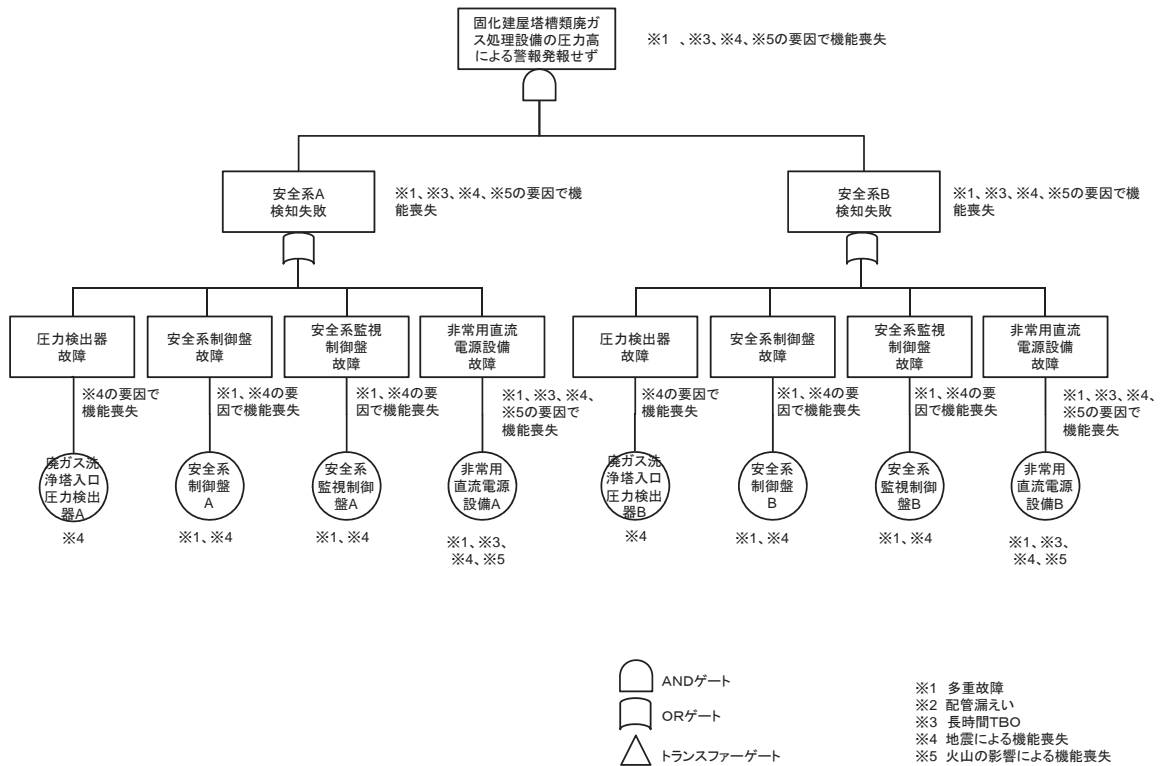 固化建屋塔槽類廃ガ
ス処理設備の圧力高
による警報発報せず
※1 、※3、※4、※5の要因で機能喪失
安全系A
検知失敗
※1、※3、※4、※5の要因で機
能喪失
安全系B
検知失敗
※1、※3、※4、※5の要因で機
能喪失
圧力検出器
故障
安全系制御盤
故障
安全系監視
制御盤
故障
非常用直流
電源設備
故障
圧力検出器
故障
安全系制御盤
故障
安全系監視
制御盤
故障
非常用直流
電源設備
故障
※4の要因で
機能喪失
※1、※4の要
因で機能喪失
※1、※4の要
因で機能喪失
※1、※3、※4、
※5の要因で
機能喪失
※4の要因で
機能喪失
※1、※4の要
因で機能喪失
※1、※4の要
因で機能喪失
※1、※3、※4、
※5の要因で
機能喪失
廃ガス洗
浄塔入口
圧力検出
器A
安全系
制御盤
A
安全系
監視制御
盤A
非常用
直流電源
設備A
廃ガス洗
浄塔入口
圧力検出
器B
安全系
制御盤
B
安全系
監視制御
盤B
非常用
直流電源
設備B
※4
※1、※4
※1、※4
※1、※3、
※4、※5
※4
※1、※4
※1、※4
※1、※3、
※4、※5
ANDゲート
ORゲート
トランスファーゲート
※1 多重故障
※2 配管漏えい
※3 長時間TBO
※4 地震による機能喪失
※5 火山の影響による機能喪失